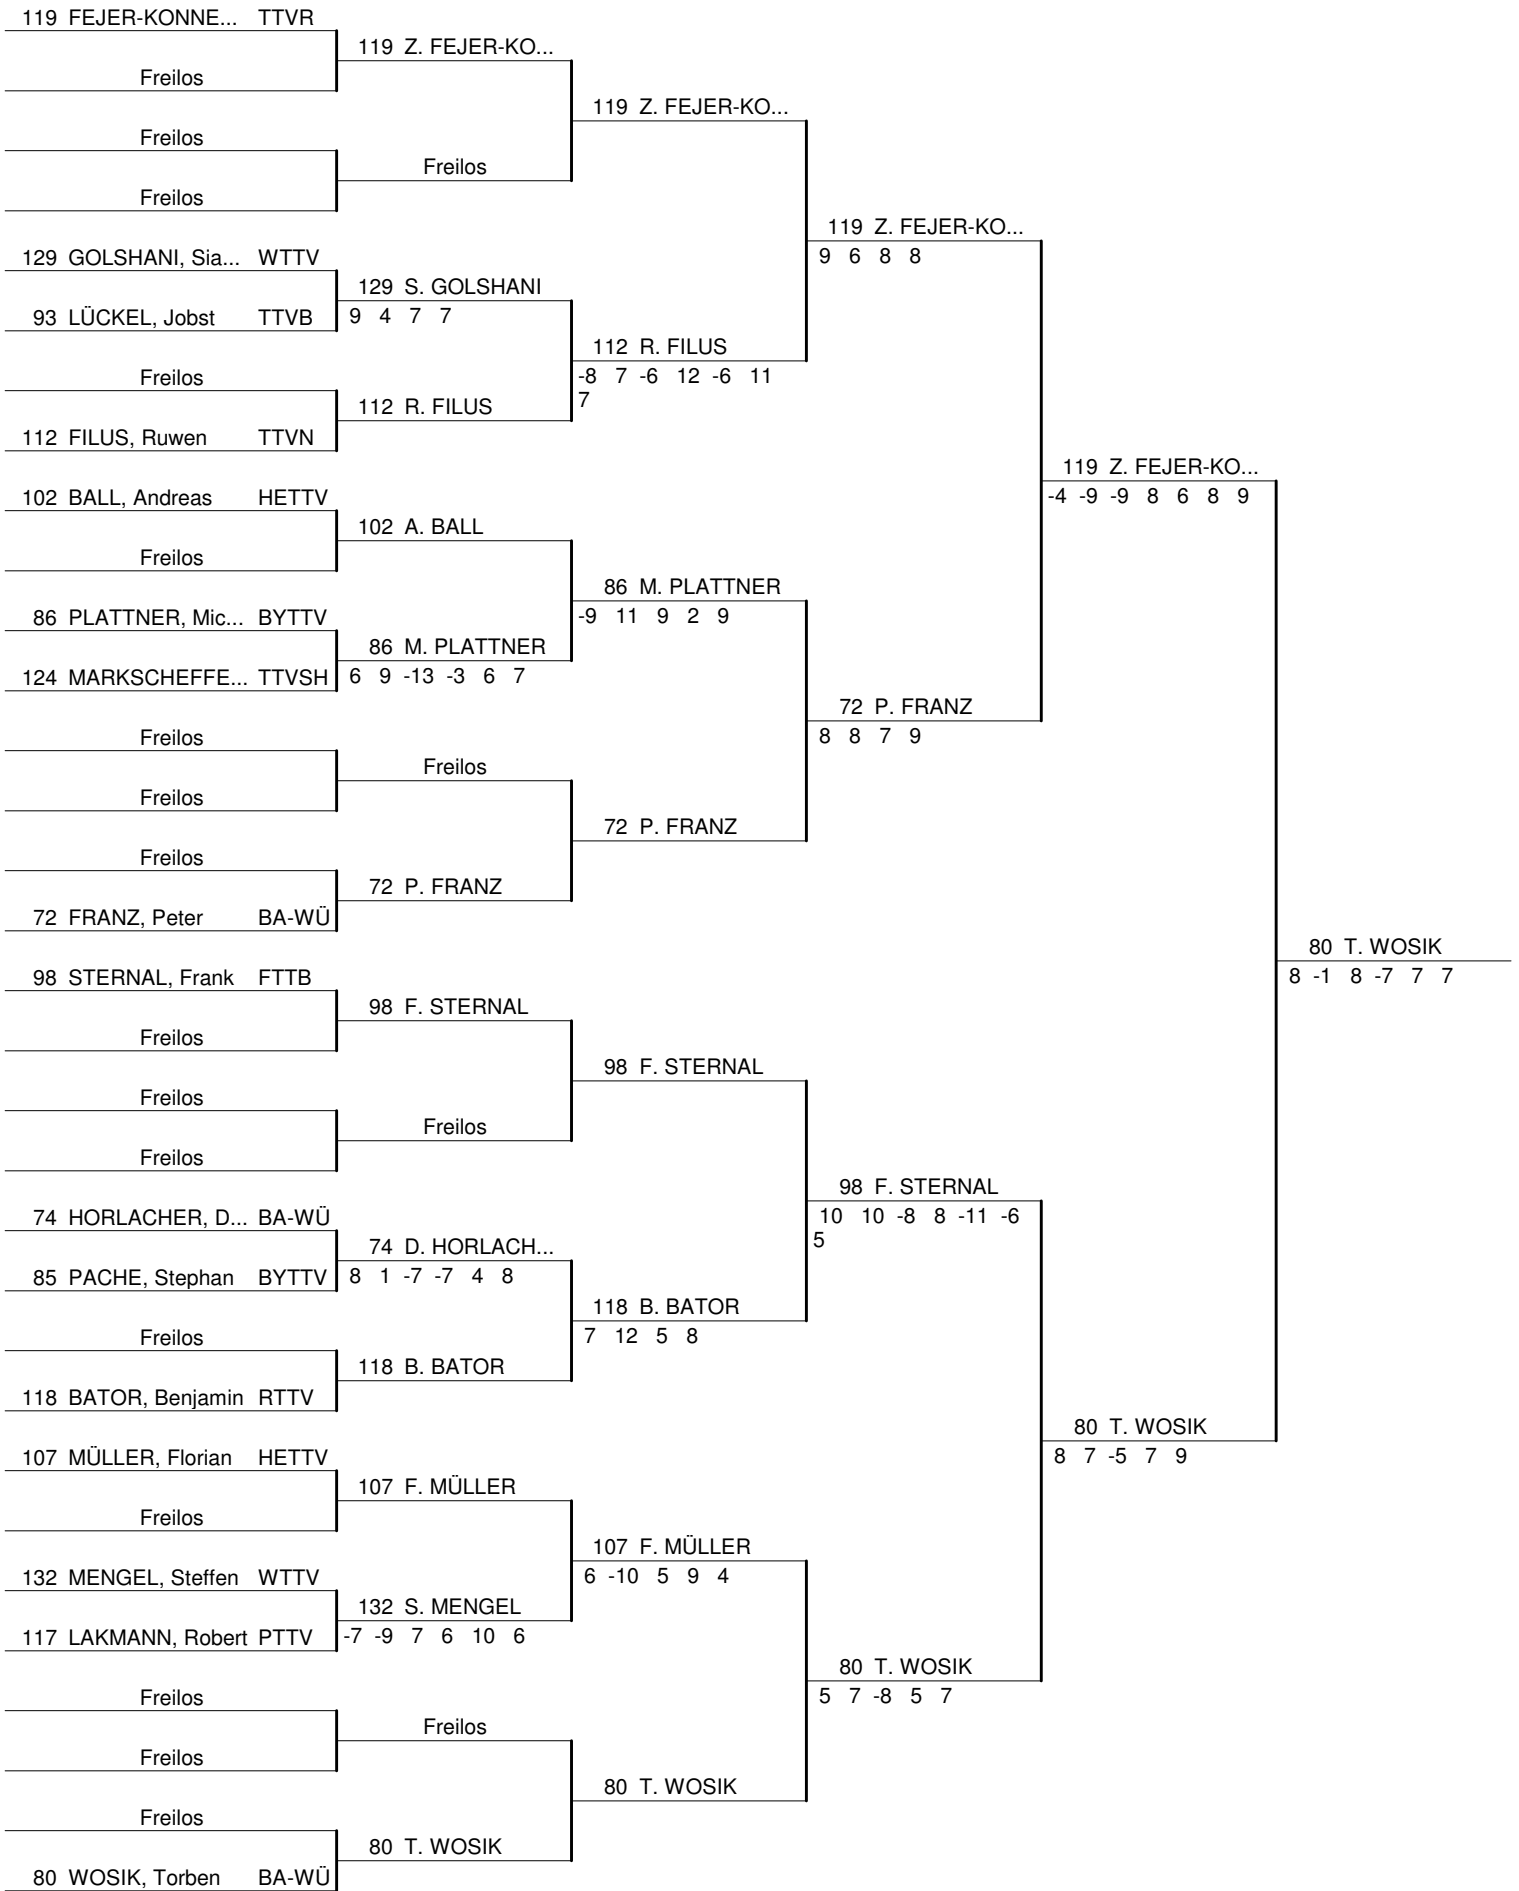 119 FEJER-KONNE... TTVR
119 Z. FEJER-KO...
Freilos
119 Z. FEJER-KO...
Freilos
Freilos
Freilos
119 Z. FEJER-KO...
9 6 8 8
129 GOLSHANI, Sia... WTTV
129 S. GOLSHANI
93 LÜCKEL, Jobst TTVB
9 4 7 7
112 R. FILUS
-8 7 -6 12 -6 11
7
Freilos
112 R. FILUS
112 FILUS, Ruwen TTVN
119 Z. FEJER-KO...
-4 -9 -9 8 6 8 9
102 BALL, Andreas HETTV
102 A. BALL
Freilos
86 M. PLATTNER
-9 11 9 2 9
86 PLATTNER, Mic... BYTTV
86 M. PLATTNER
124 MARKSCHEFFE... TTVSH
6 9 -13 -3 6 7
72 P. FRANZ
8 8 7 9
Freilos
Freilos
Freilos
72 P. FRANZ
Freilos
72 P. FRANZ
72 FRANZ, Peter BA-WÜ
80 T. WOSIK
8 -1 8 -7 7 7
98 STERNAL, Frank FTTB
98 F. STERNAL
Freilos
98 F. STERNAL
Freilos
Freilos
Freilos
98 F. STERNAL
10 10 -8 8 -11 -6
5
74 HORLACHER, D... BA-WÜ
74 D. HORLACH...
85 PACHE, Stephan BYTTV
8 1 -7 -7 4 8
118 B. BATOR
7 12 5 8
Freilos
118 B. BATOR
118 BATOR, Benjamin RTTV
80 T. WOSIK
8 7 -5 7 9
107 MÜLLER, Florian HETTV
107 F. MÜLLER
Freilos
107 F. MÜLLER
6 -10 5 9 4
132 MENGEL, Steffen WTTV
132 S. MENGEL
117 LAKMANN, Robert PTTV
-7 -9 7 6 10 6
80 T. WOSIK
5 7 -8 5 7
Freilos
Freilos
Freilos
80 T. WOSIK
Freilos
80 T. WOSIK
80 WOSIK, Torben BA-WÜ